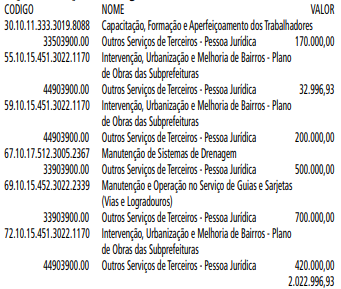 CODIGO NOME VALOR
30.10.11.333.3019.8088 Capacitação, Formação e Aperfeiçoamento dos Trabalhadores
33503900.00 Outros Serviços de Terceiros - Pessoa Jurídica 170.000,00
55.10.15.451.3022.1170 Intervenção, Urbanização e Melhoria de Bairros - Plano
de Obras das Subprefeituras
44903900.00 Outros Serviços de Terceiros - Pessoa Jurídica 32.996,93
59.10.15.451.3022.1170 Intervenção, Urbanização e Melhoria de Bairros - Plano
de Obras das Subprefeituras
44903900.00 Outros Serviços de Terceiros - Pessoa Jurídica 200.000,00
67.10.17.512.3005.2367 Manutenção de Sistemas de Drenagem
33903900.00 Outros Serviços de Terceiros - Pessoa Jurídica 500.000,00
69.10.15.452.3022.2339 Manutenção e Operação no Serviço de Guias e Sarjetas
(Vias e Logradouros)
33903900.00 Outros Serviços de Terceiros - Pessoa Jurídica 700.000,00
72.10.15.451.3022.1170 Intervenção, Urbanização e Melhoria de Bairros - Plano
de Obras das Subprefeituras
44903900.00 Outros Serviços de Terceiros - Pessoa Jurídica 420.000,00
2.022.996,93